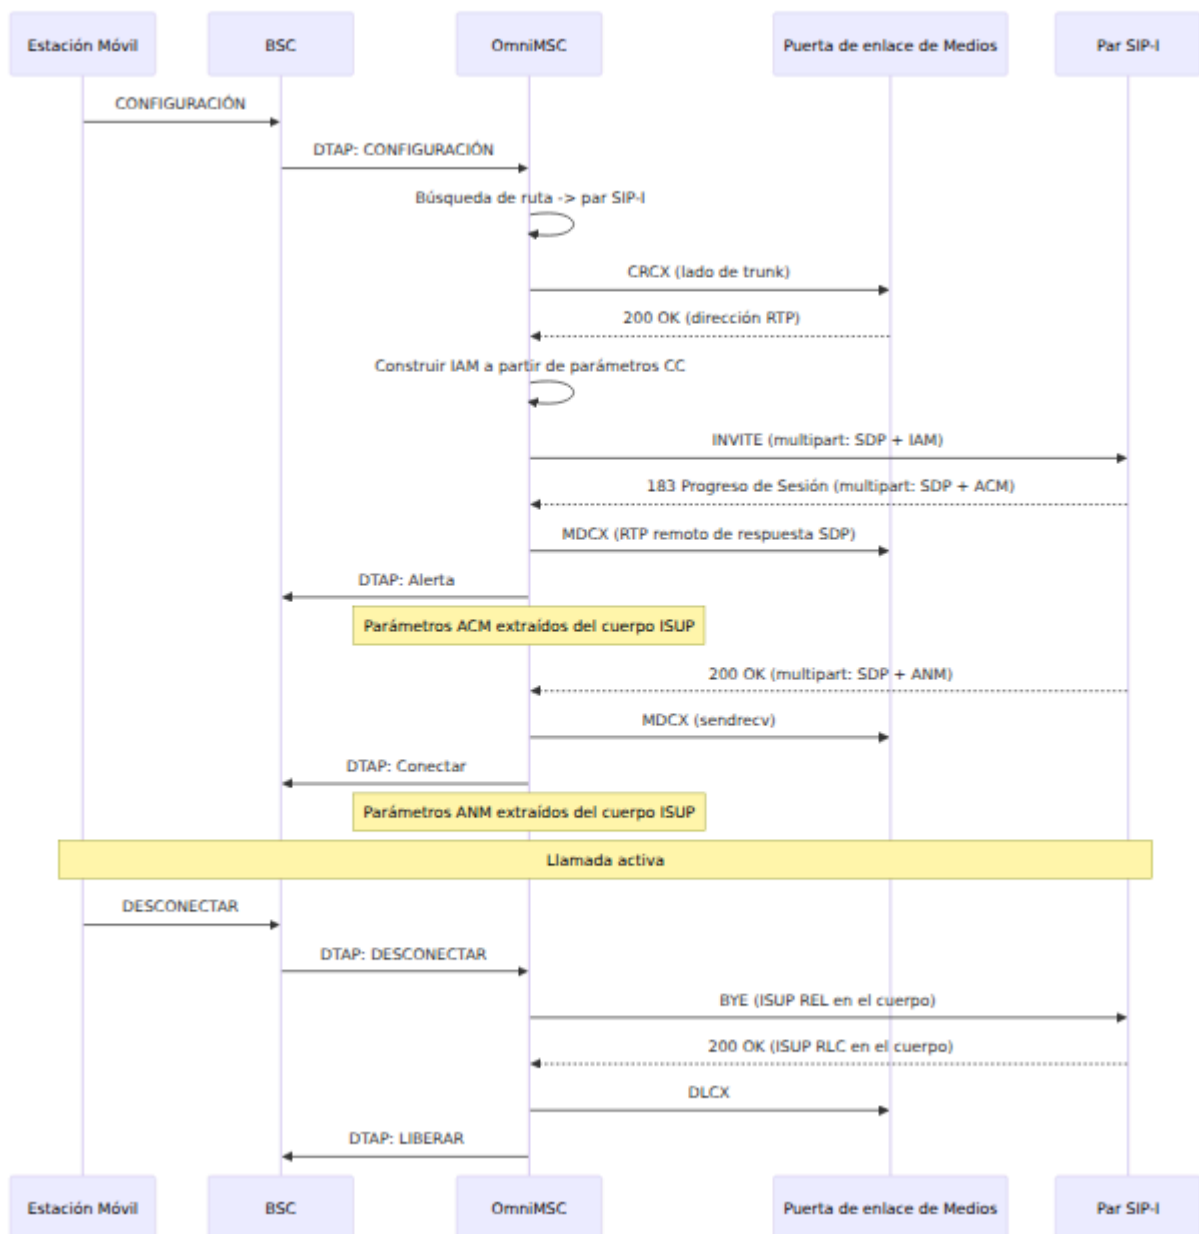 Estación Móvil
BSC
OmniMSC
Puerta de enlace de Medios
Par SIP-I
CONFIGURACIÓN
DTAP: CONFIGURACIÓN
Búsqueda de ruta -> par SIP-I
CRCX (lado de trunk)
200 OK (dirección RTP)
Construir IAM a partir de parámetros CC
INVITE (multipart: SDP + IAM)
183 Progreso de Sesión (multipart: SDP + ACM)
MDCX (RTP remoto de respuesta SDP)
DTAP: Alerta
Parámetros ACM extraídos del cuerpo ISUP
200 OK (multipart: SDP + ANM)
MDCX (sendrecv)
DTAP: Conectar
Parámetros ANM extraídos del cuerpo ISUP
Llamada activa
DESCONECTAR
DTAP: DESCONECTAR
BYE (ISUP REL en el cuerpo)
200 OK (ISUP RLC en el cuerpo)
DLCX
DTAP: LIBERAR
Estación Móvil
BSC
OmniMSC
Puerta de enlace de Medios
Par SIP-I